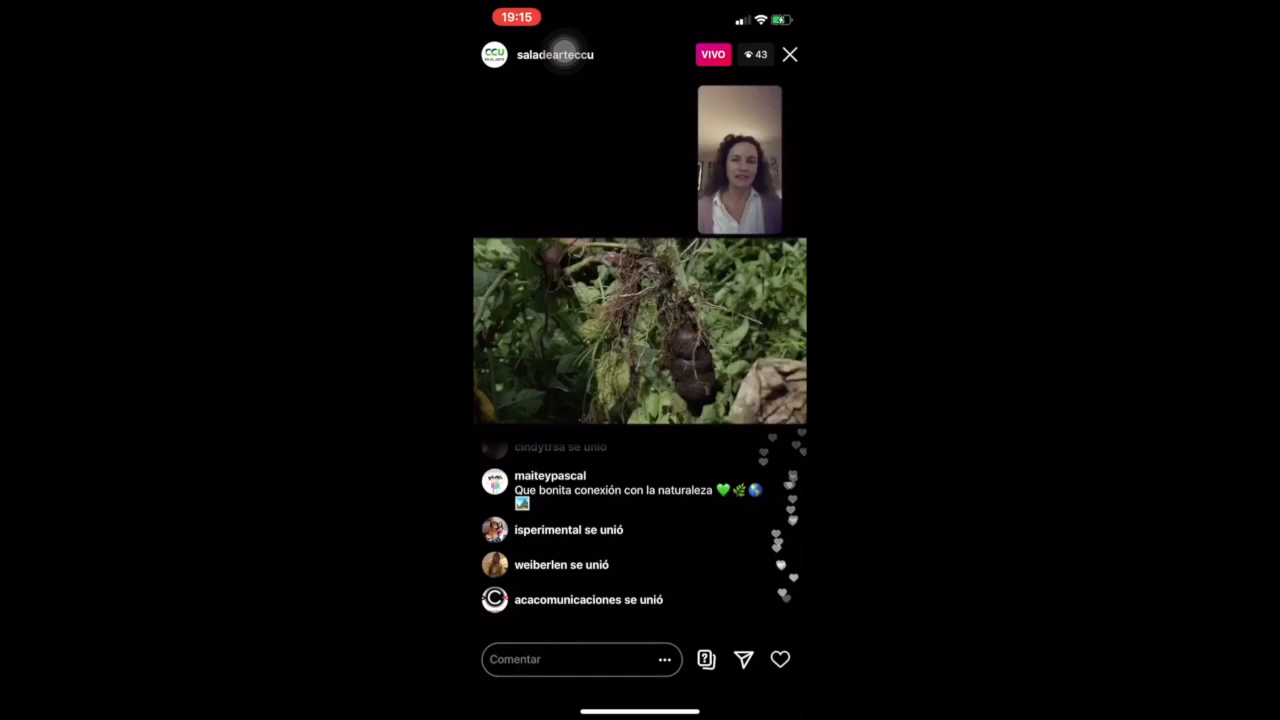 19:15
CCU
saladearteccu
VIVO
43
cindytrsa se unió
maiteypascal
Que bonita conexión con la naturaleza 💚🌿🌎
🏞️
isperimental se unió
weiberlen se unió
acacomunicaciones se unió
Comentar